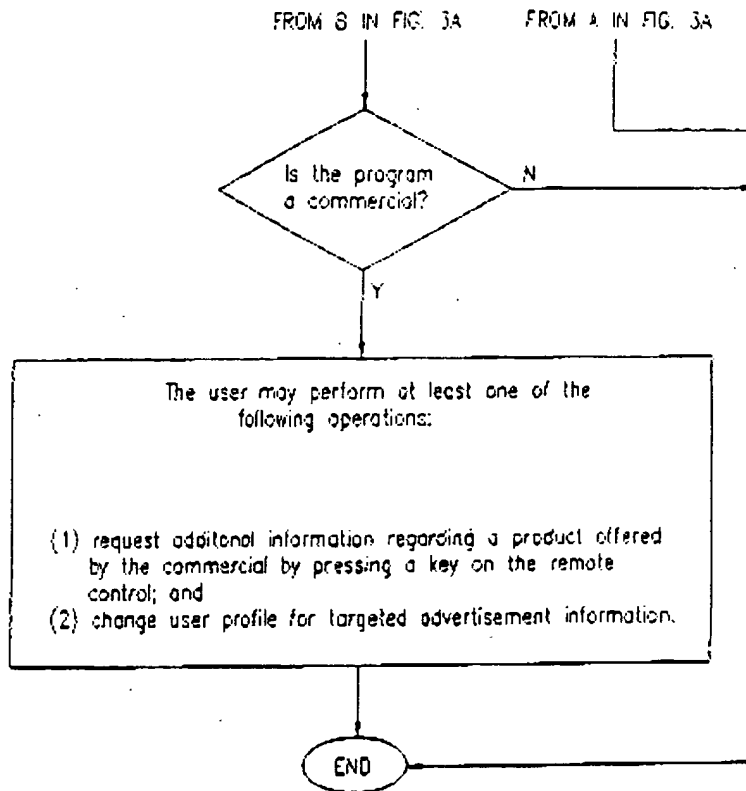 FROM B IN FIG. 3A
FROM A IN FIG. 3A
Is the program
a commercial?
N
Y
The user may perform at least one of the
following operations:
(1) request additonal information regarding a product offered
by the commercial by pressing a key on the remote
control; and
(2) change user profile for targeted advertisement information.
END